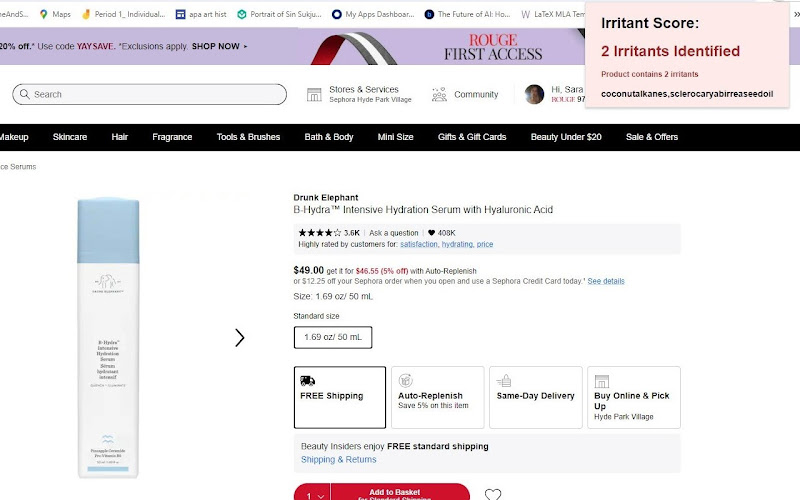 neAndS...
Maps
Period 1_ Individual...
apa art hist
Portrait of Sin Sukju...
My Apps Dashboar...
The Future of AI: Ho...
LaTeX MLA Tem
Irritant Score:
2 Irritants Identified
Product contains 2 irritants
coconutalkanes,sclerocaryabirreaseedoil
20% off.* Use code YAYSAVE. *Exclusions apply. SHOP NOW ▸
ROUGE
FIRST ACCESS
Search
Stores & Services
Sephora Hyde Park Village
Community
Hi, Sara
ROUGE 97
Makeup Skincare Hair Fragrance Tools & Brushes Bath & Body Mini Size Gifts & Gift Cards Beauty Under $20 Sale & Offers
ce Serums
Drunk Elephant
B-Hydra™ Intensive Hydration Serum with Hyaluronic Acid
3.6K | Ask a question | 408K
Highly rated by customers for: satisfaction, hydrating, price
$49.00 get it for $46.55 (5% off) with Auto-Replenish
or $12.25 off your Sephora order when you open and use a Sephora Credit Card today.¹ See details
Size: 1.69 oz/ 50 mL
Standard size
1.69 oz/ 50 mL
FREE Shipping
Auto-Replenish
Save 5% on this item
Same-Day Delivery
Buy Online & Pick
Up
Hyde Park Village
Beauty Insiders enjoy FREE standard shipping
Shipping & Returns
1
Add to Basket
for Standard Shipping
DRUNK ELEPHANT
B-Hydra™
Intensive
Hydration
Serum
Sérum
hydratant
intensif
Pineapple Ceramide
Pro-Vitamin B5